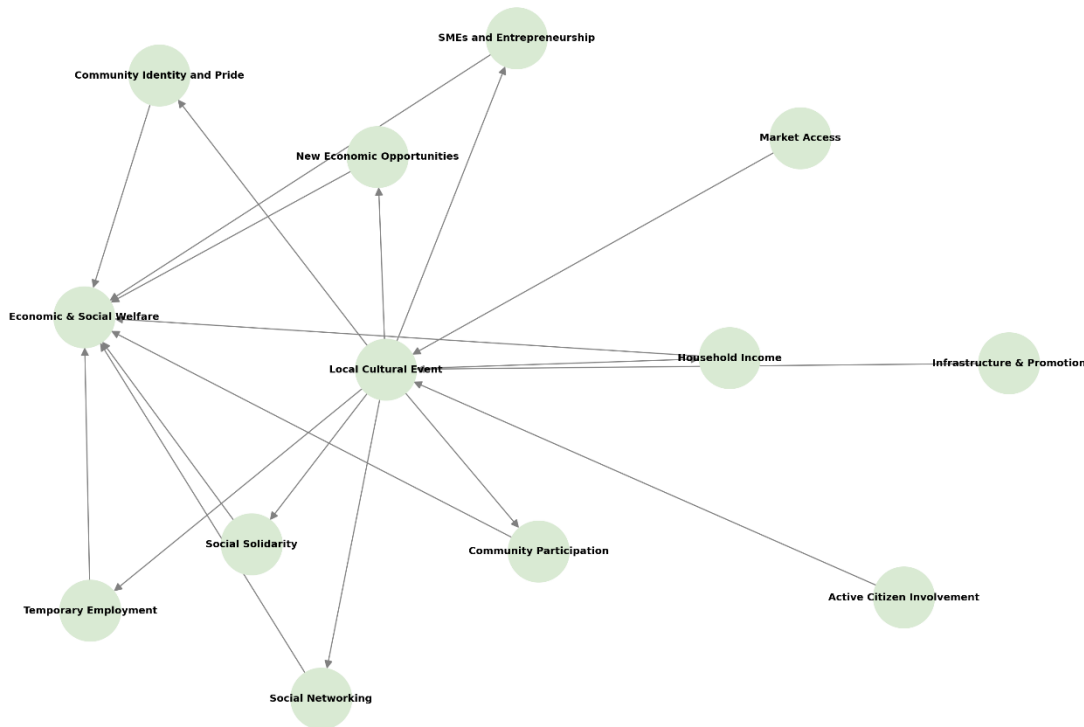 SMEs and Entrepreneurship
Community Identity and Pride
Market Access
New Economic Opportunities
Economic & Social Welfare
Household Income
Infrastructure & Promotion
Local Cultural Event
Social Solidarity
Community Participation
Active Citizen Involvement
Temporary Employment
Social Networking